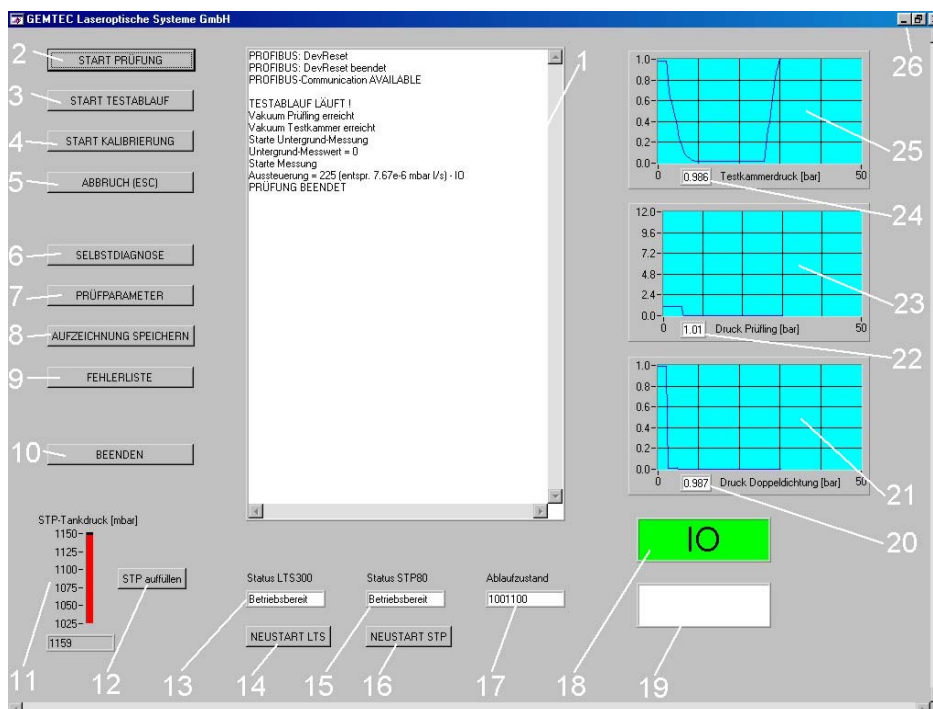 GEMTEC Laseroptische Systeme GmbH
2
START PRÜFUNG
3
START TESTABLAUF
4
START KALIBRIERUNG
5
ABBRUCH (ESC)
6
SELBSTDIAGNOSE
7
PRÜFPARAMETER
8
AUFZEICHNUNG SPEICHERN
9
FEHLERLISTE
10
BEENDEN
PROFIBUS: DevReset
PROFIBUS: DevReset beendet
PROFIBUS-Communication AVAILABLE
TESTABLAUF LÄUFT !
Vakuum Prüfling erreicht
Vakuum Testkammer erreicht
Starte Untergrund-Messung
Untergrund-Messwert = 0
Starte Messung
Aussteuerung = 225 (entspr. 7.67e-6 mbar l/s) - IO
PRÜFUNG BEENDET
1
26
1.0
0.8
0.6
0.4
0.2
0.0
0 0.986 Testkammerdruck [bar] 50
25
24
12.0
9.6
7.2
4.8
2.4
0.0
0 1.01 Druck Prüfling [bar] 50
23
22
1.0
0.8
0.6
0.4
0.2
0.0
0 0.987 Druck Doppeldichtung [bar] 50
21
20
STP-Tankdruck [mbar]
1150
1125
1100
1075
1050
1025
1159
STP auffüllen
Status LTS300
Betriebsbereit
NEUSTART LTS
Status STP80
Betriebsbereit
NEUSTART STP
Ablaufzustand
1001100
IO
11
12
13
14
15
16
17
18
19